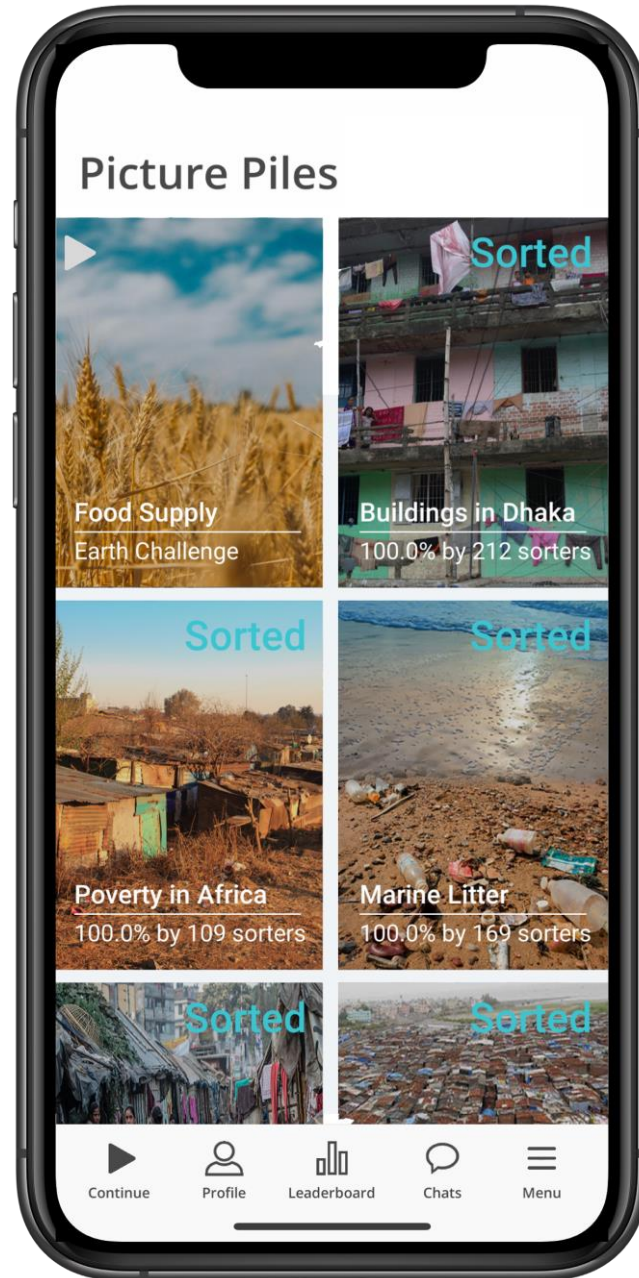 Picture Piles
Sorted
Food Supply
Earth Challenge
Buildings in Dhaka
100.0% by 212 sorters
Sorted
Sorted
Poverty in Africa
100.0% by 109 sorters
Marine Litter
100.0% by 169 sorters
Sorted
Sorted
Continue
Profile
Leaderboard
Chats
Menu